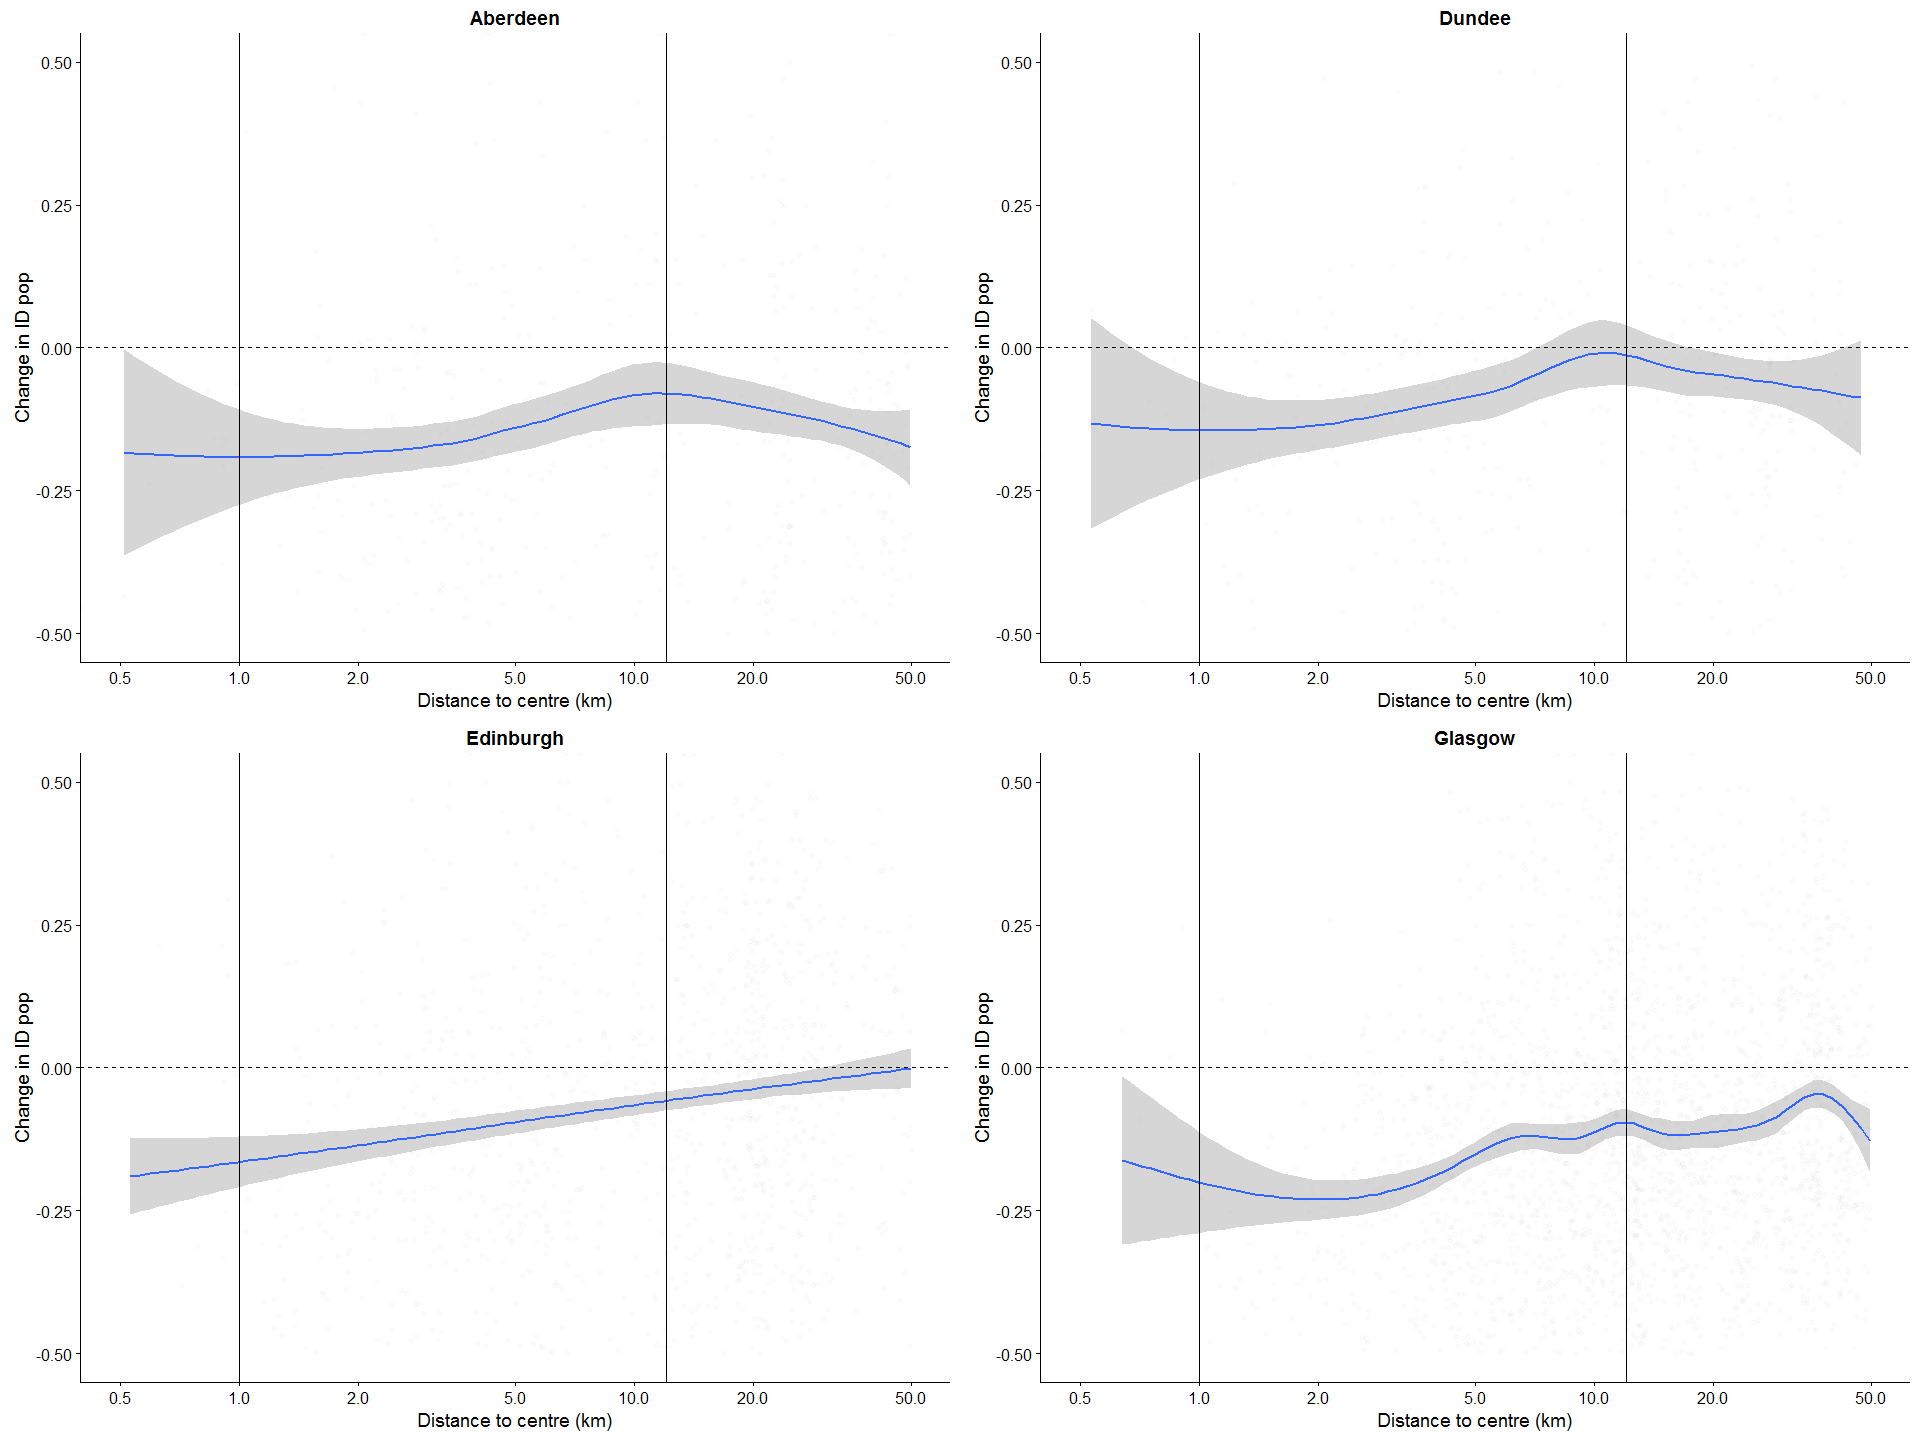 Aberdeen
Change in ID pop
0.50
0.25
0.00
-0.25
-0.50
0.5 1.0 2.0 5.0 10.0 20.0 50.0
Distance to centre (km)
Dundee
Change in ID pop
0.50
0.25
0.00
-0.25
-0.50
0.5 1.0 2.0 5.0 10.0 20.0 50.0
Distance to centre (km)
Edinburgh
Change in ID pop
0.50
0.25
0.00
-0.25
-0.50
0.5 1.0 2.0 5.0 10.0 20.0 50.0
Distance to centre (km)
Glasgow
Change in ID pop
0.50
0.25
0.00
-0.25
-0.50
0.5 1.0 2.0 5.0 10.0 20.0 50.0
Distance to centre (km)